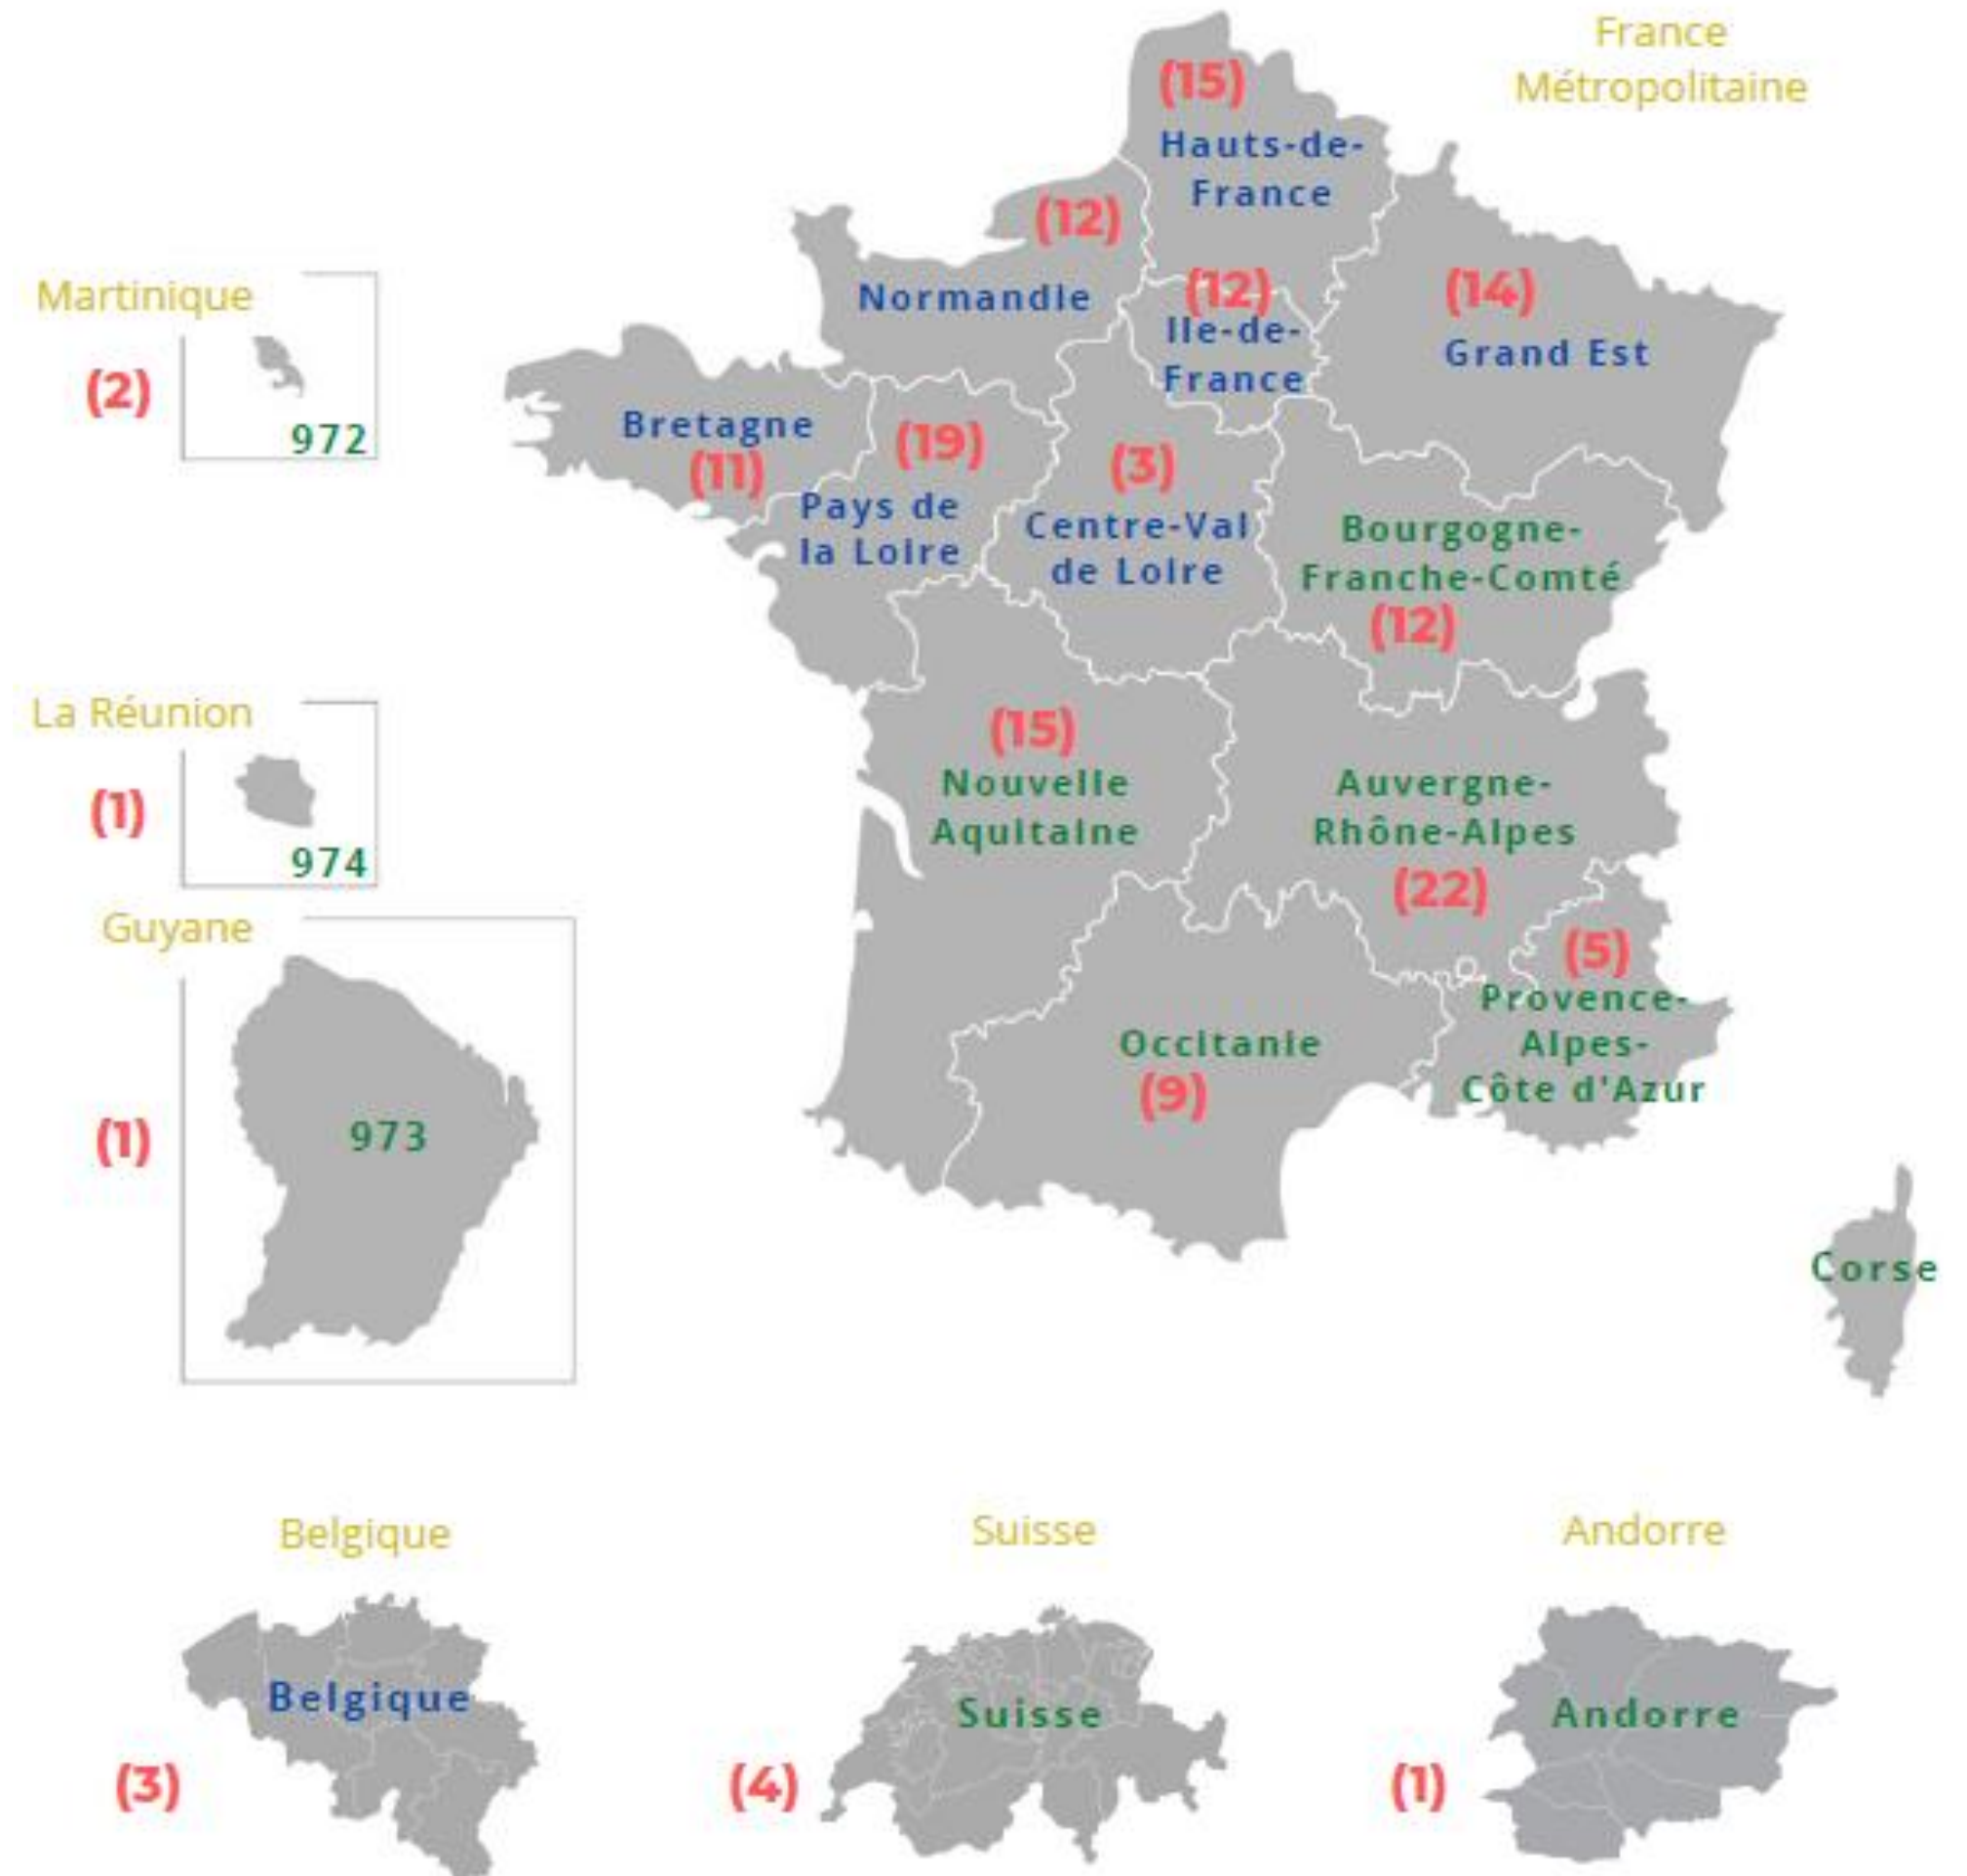 France
Métropolitaine
(15)
Hauts-de-
France
(12)
Normandie
(12)
Ile-de-
France
(14)
Grand Est
Martinique
(2)
972
Bretagne
(11)
(19)
Pays de
la Loire
(3)
Centre-Val
de Loire
Bourgogne-
Franche-Comté
(12)
La Réunion
(1)
974
(15)
Nouvelle
Aquitaine
Auvergne-
Rhône-Alpes
(22)
Guyane
(1)
973
(5)
Provence-
Alpes-
Côte d'Azur
Occitanie
(9)
Corse
Belgique
Belgique
(3)
Suisse
Suisse
(4)
Andorre
Andorre
(1)